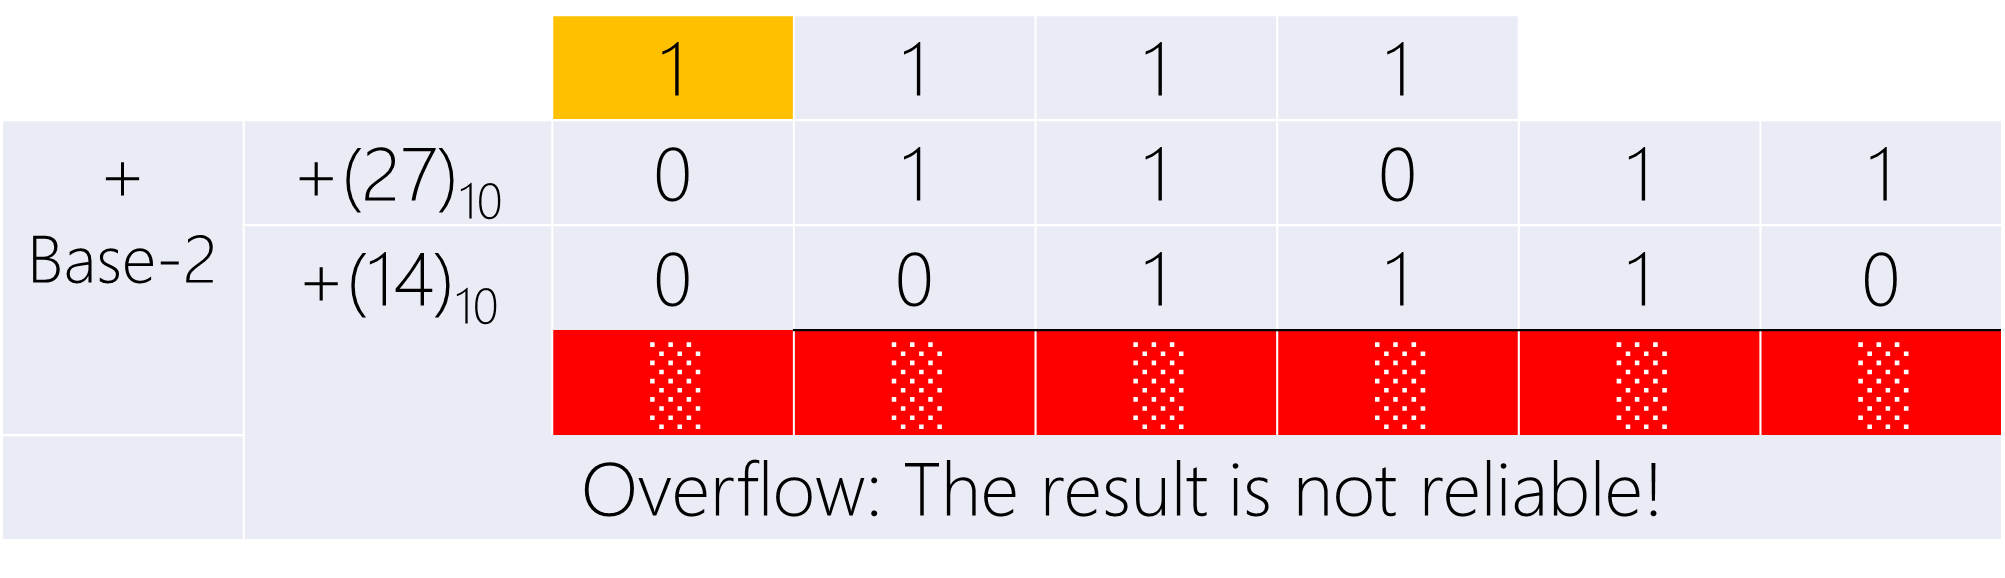 1 1 1 1
+ +(27)₁₀ 0 1 1 0 1 1
Base-2 +(14)₁₀ 0 0 1 1 1 0
░ ░ ░ ░ ░ ░
Overflow: The result is not reliable!